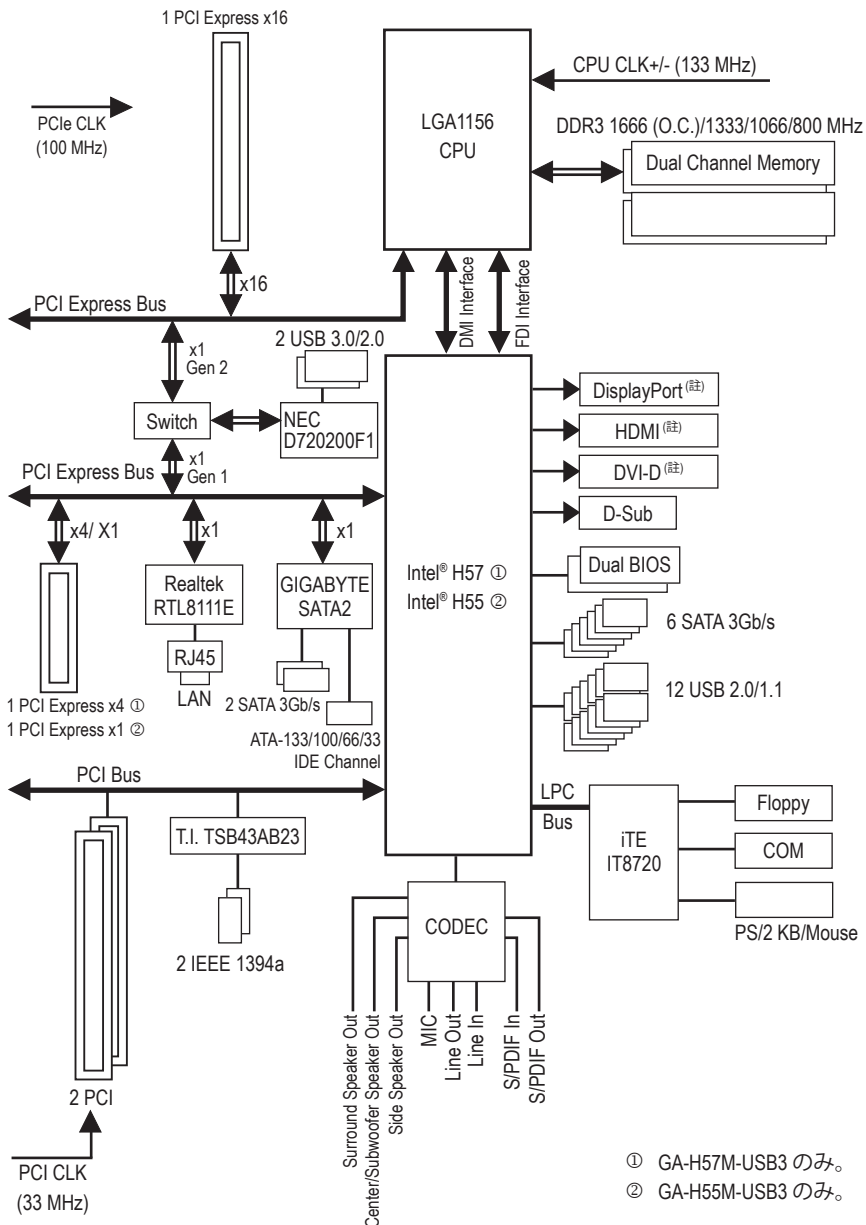 1 PCI Express x16
PCIe CLK
(100 MHz)
LGA1156
CPU
CPU CLK+/- (133 MHz)
DDR3 1666 (O.C.)/1333/1066/800 MHz
Dual Channel Memory
x16
PCI Express Bus
DMI Interface
FDI Interface
x1
Gen 2
2 USB 3.0/2.0
Switch
NEC
D720200F1
x1
Gen 1
PCI Express Bus
x4/ X1
x1
x1
Realtek
RTL8111E
GIGABYTE
SATA2
RJ45
LAN
2 SATA 3Gb/s
ATA-133/100/66/33
IDE Channel
1 PCI Express x4 ①
1 PCI Express x1 ②
Intel® H57 ①
Intel® H55 ②
DisplayPort (註)
HDMI (註)
DVI-D (註)
D-Sub
Dual BIOS
6 SATA 3Gb/s
12 USB 2.0/1.1
PCI Bus
LPC
Bus
iTE
IT8720
Floppy
COM
PS/2 KB/Mouse
T.I. TSB43AB23
2 IEEE 1394a
CODEC
Surround Speaker Out
Center/Subwoofer Speaker Out
Side Speaker Out
MIC
Line Out
Line In
S/PDIF In
S/PDIF Out
2 PCI
PCI CLK
(33 MHz)
① GA-H57M-USB3 のみ。
② GA-H55M-USB3 のみ。